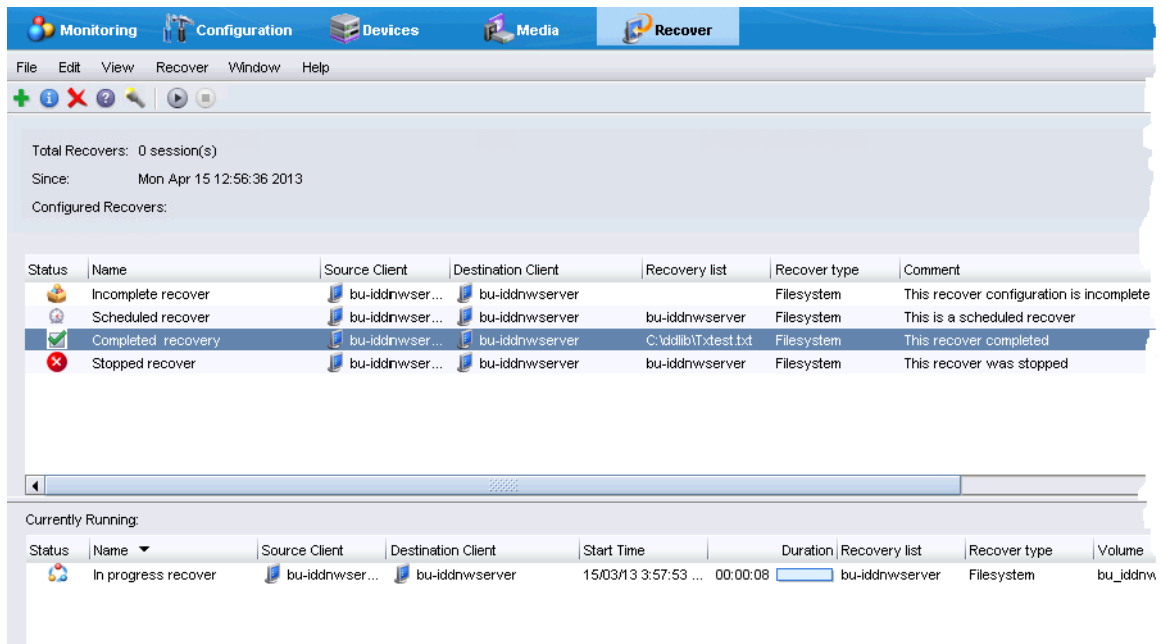 Monitoring Configuration Devices Media Recover
File Edit View Recover Window Help
Total Recovers: 0 session(s)
Since: Mon Apr 15 12:56:36 2013
Configured Recovers:
Status Name Source Client Destination Client Recovery list Recover type Comment
Incomplete recover bu-iddnwser... bu-iddnwserver Filesystem This recover configuration is incomplete
Scheduled recover bu-iddnwser... bu-iddnwserver bu-iddnwserver Filesystem This is a scheduled recover
Completed recovery bu-iddnwser... bu-iddnwserver C:\ddlib\Txtest.txt Filesystem This recover completed
Stopped recover bu-iddnwser... bu-iddnwserver bu-iddnwserver Filesystem This recover was stopped
Currently Running:
Status Name Source Client Destination Client Start Time Duration Recovery list Recover type Volume
In progress recover bu-iddnwser... bu-iddnwserver 15/03/13 3:57:53 ... 00:00:08 bu-iddnwserver Filesystem bu_iddnw